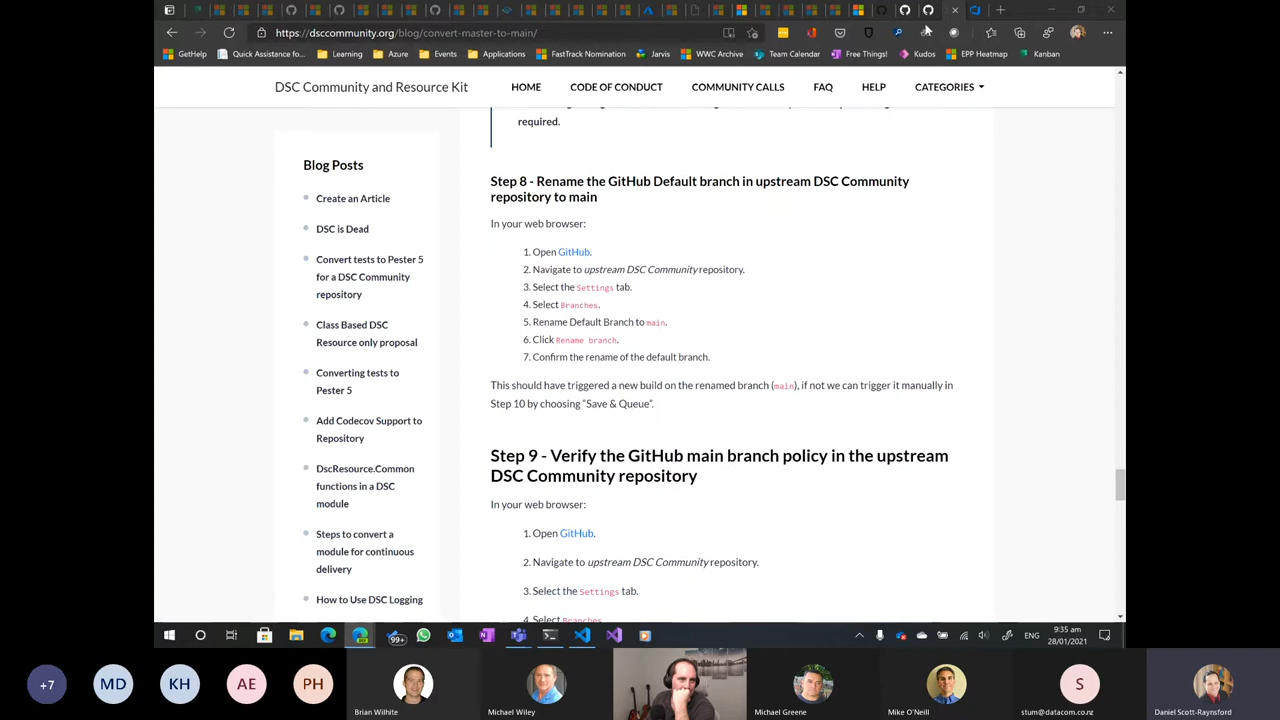 https://dsccommunity.org/blog/convert-master-to-main/
GetHelp
Quick Assistance fo...
Learning
Azure
Events
Applications
FastTrack Nomination
Jarvis
WWC Archive
Team Calendar
Free Things!
Kudos
EPP Heatmap
Kanban
DSC Community and Resource Kit
HOME
CODE OF CONDUCT
COMMUNITY CALLS
FAQ
HELP
CATEGORIES
required.
Blog Posts
Create an Article
DSC is Dead
Convert tests to Pester 5
for a DSC Community
repository
Class Based DSC
Resource only proposal
Converting tests to
Pester 5
Add Codecov Support to
Repository
DscResource.Common
functions in a DSC
module
Steps to convert a
module for continuous
delivery
How to Use DSC Logging
Step 8 - Rename the GitHub Default branch in upstream DSC Community
repository to main
In your web browser:
1. Open GitHub.
2. Navigate to upstream DSC Community repository.
3. Select the Settings tab.
4. Select Branches.
5. Rename Default Branch to main.
6. Click Rename branch.
7. Confirm the rename of the default branch.
This should have triggered a new build on the renamed branch (main), if not we can trigger it manually in
Step 10 by choosing “Save & Queue”.
Step 9 - Verify the GitHub main branch policy in the upstream
DSC Community repository
In your web browser:
1. Open GitHub.
2. Navigate to upstream DSC Community repository.
3. Select the Settings tab.
4. Select Branches.
99+
ENG
9:35 am
28/01/2021
+7
MD
KH
AE
PH
Brian Wilhite
Michael Wiley
Michael Greene
Mike O'Neill
S
stum@datacom.co.nz
Daniel Scott-Raynsford